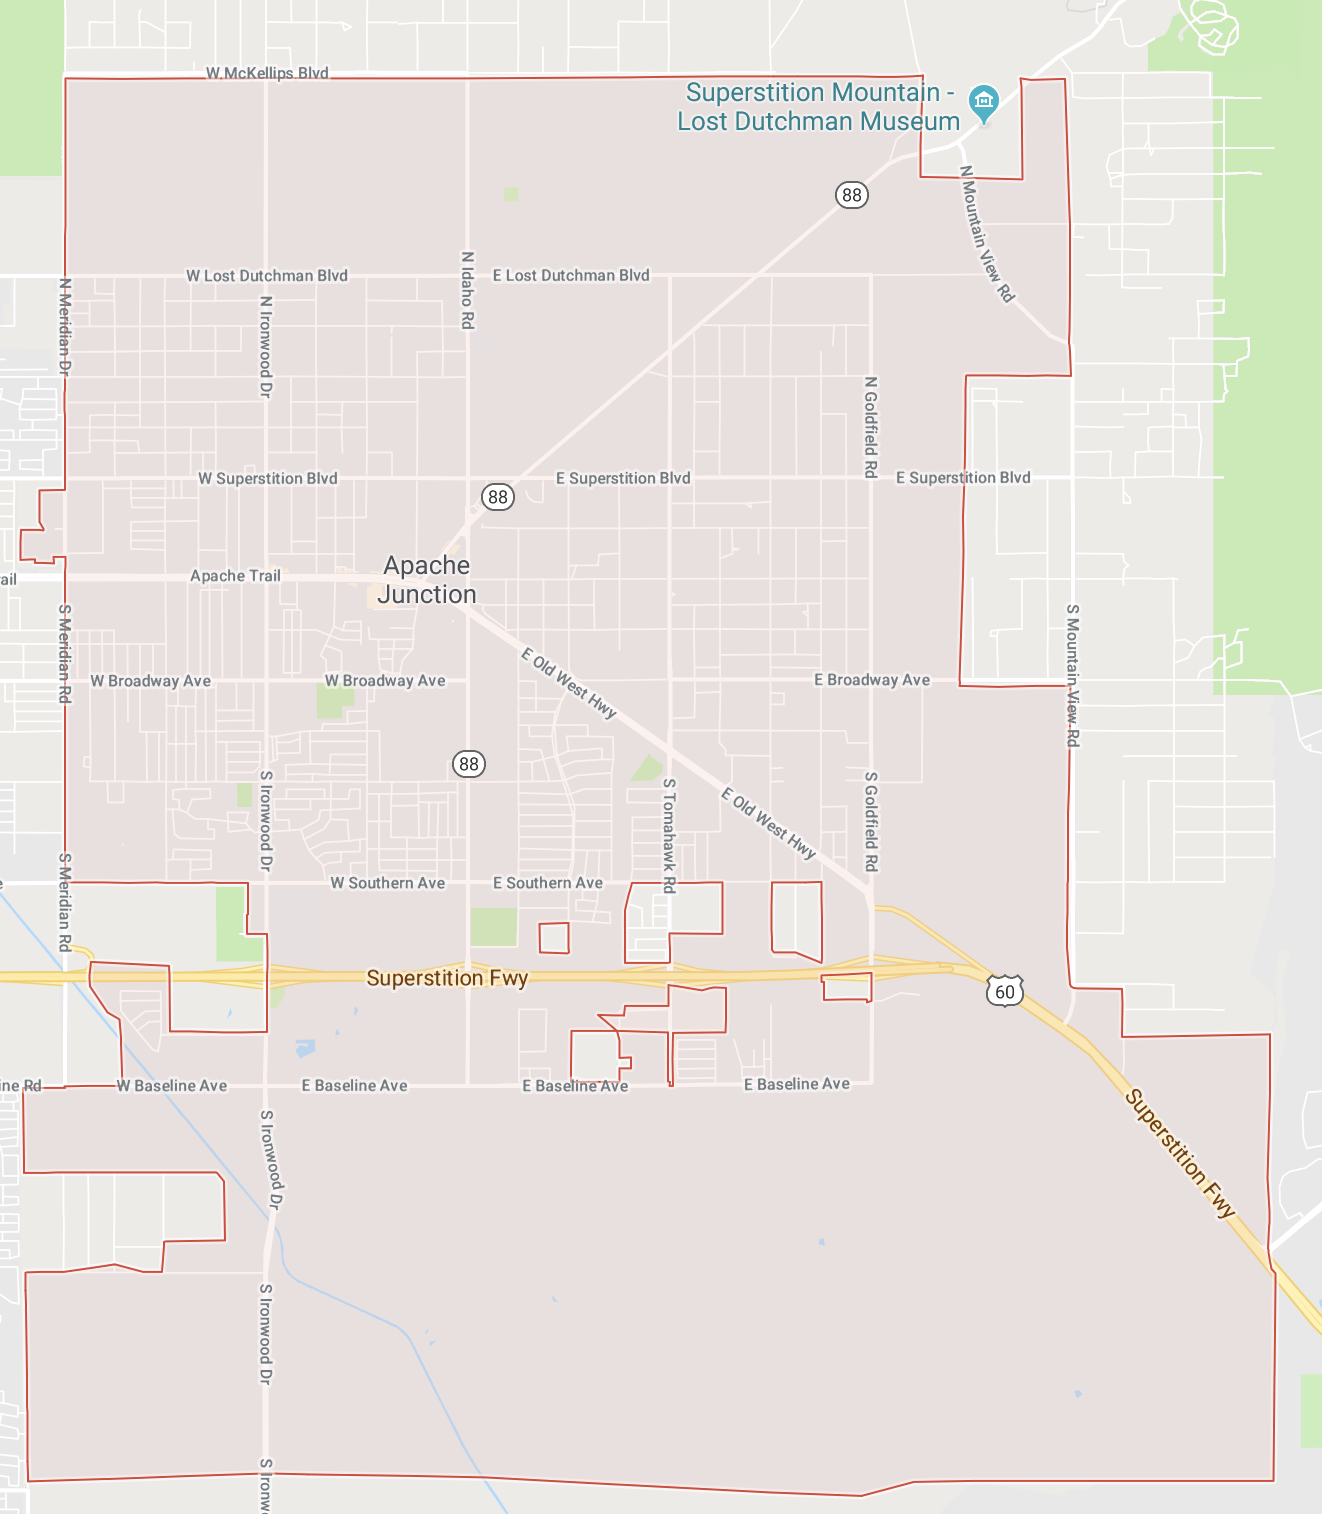 W McKellips Blvd
Superstition Mountain -
Lost Dutchman Museum
88
N Mountain View Rd
W Lost Dutchman Blvd
E Lost Dutchman Blvd
N Idaho Rd
N Meridian Dr
N Ironwood Dr
N Goldfield Rd
W Superstition Blvd
E Superstition Blvd
E Superstition Blvd
88
Apache
Junction
ail
Apache Trail
S Meridian Rd
S Mountain View Rd
E Old West Hwy
W Broadway Ave
W Broadway Ave
E Broadway Ave
88
S Ironwood Dr
S Tomahawk Rd
E Old West Hwy
S Goldfield Rd
S Meridian Rd
e
W Southern Ave
E Southern Ave
Superstition Fwy
60
ine Rd
W Baseline Ave
E Baseline Ave
E Baseline Ave
E Baseline Ave
S Ironwood Dr
Superstition Fwy
S Ironwood Dr
S Ironw